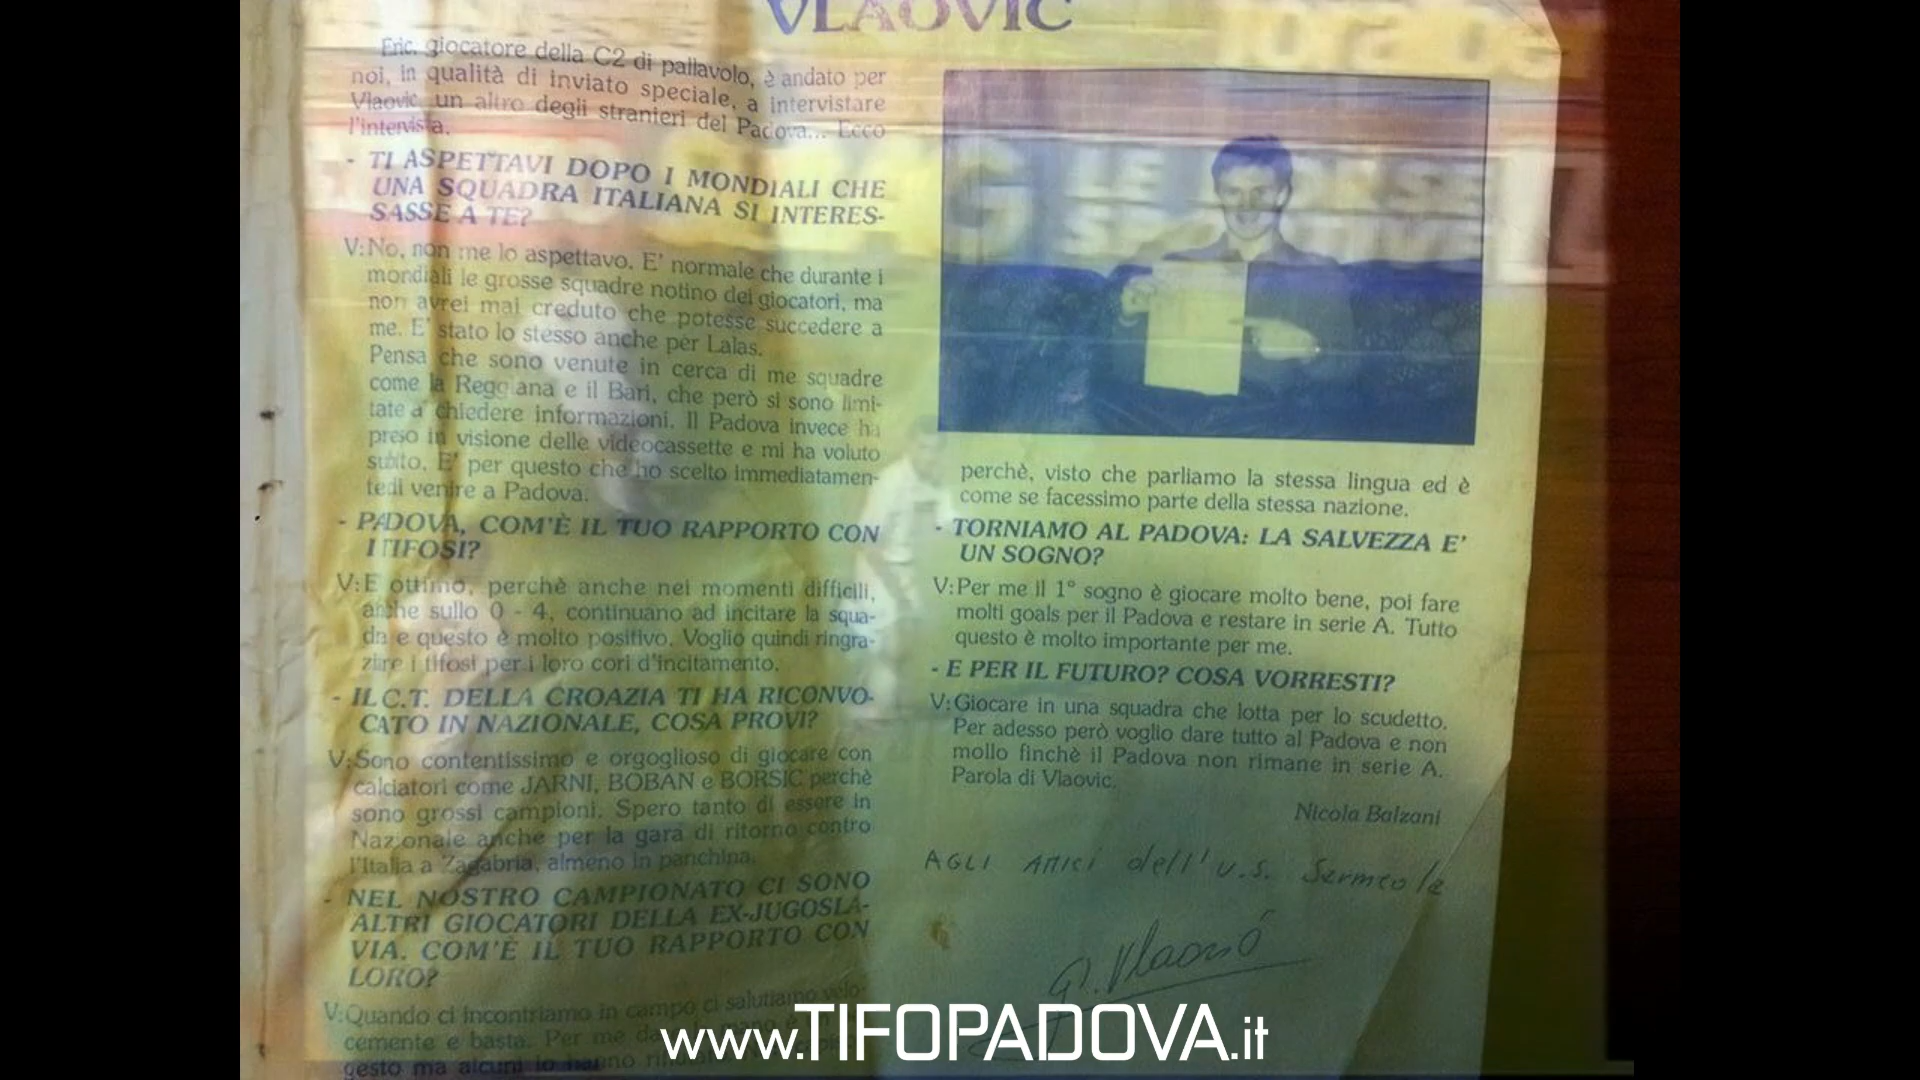 VLAOVIC
Eric, giocatore della C2 di pallavolo, è andato per
noi, in qualità di inviato speciale, a intervistare
Vlaovic un altro degli stranieri del Padova... Ecco
l'intervista.
- TI ASPETTAVI DOPO I MONDIALI CHE
UNA SQUADRA ITALIANA SI INTERES-
SASSE A TE?
V: No, non me lo aspettavo. E' normale che durante i
mondiali le grosse squadre notino dei giocatori, ma
non avrei mai creduto che potesse succedere a
me. E' stato lo stesso anche per Lalas.
Pensa che sono venute in cerca di me squadre
come la Reggiana e il Bari, che però si sono limi-
tate a chiedere informazioni. Il Padova invece ha
preso in visione delle videocassette e mi ha voluto
subito. E' per questo che ho scelto immediatamen-
tedi venire a Padova.
- PADOVA, COM'È IL TUO RAPPORTO CON
I TIFOSI?
V: E ottimo, perchè anche nei momenti difficili,
anche sullo 0 - 4, continuano ad incitare la squa-
dra e questo è molto positivo. Voglio quindi ringra-
ziare i tifosi per i loro cori d'incitamento.
- IL C.T. DELLA CROAZIA TI HA RICONVO-
CATO IN NAZIONALE, COSA PROVI?
V: Sono contentissimo e orgoglioso di giocare con
calciatori come JARNI, BOBAN e BORSIC perchè
sono grossi campioni. Spero tanto di essere in
Nazionale anche per la gara di ritorno contro
l'Italia a Zagabria, almeno in panchina.
- NEL NOSTRO CAMPIONATO CI SONO
ALTRI GIOCATORI DELLA EX-JUGOSLA-
VIA. COM'È IL TUO RAPPORTO CON
LORO?
V: Quando ci incontriamo in campo ci salutiamo velo-
cemente e basta. Per me
gesto ma alcuni lo hanno
perchè, visto che parliamo la stessa lingua ed è
come se facessimo parte della stessa nazione.
- TORNIAMO AL PADOVA: LA SALVEZZA E'
UN SOGNO?
V: Per me il 1° sogno è giocare molto bene, poi fare
molti goals per il Padova e restare in serie A. Tutto
questo è molto importante per me.
- E PER IL FUTURO? COSA VORRESTI?
V: Giocare in una squadra che lotta per lo scudetto.
Per adesso però voglio dare tutto al Padova e non
mollo finchè il Padova non rimane in serie A.
Parola di Vlaovic.
Nicola Balzani
AGLI AMICI dell' U.S. Sarmeola
G. Vlaović
www.TIFOPADOVA.it